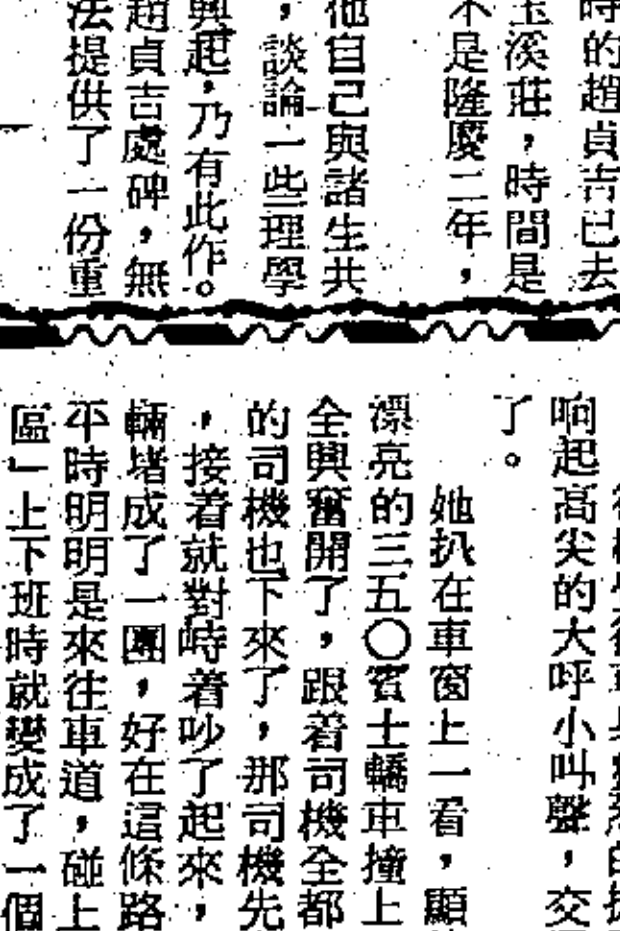 時的趙貞吉已去
玉溪莊，時間是
不是隆慶二年，
他自己與諸生共
，談論一些理學
興起，乃有此作。
趙貞吉處碑，無
法提供了一份重
响起高尖的大呼小叫聲，交
了。
她扒在車窗上一看，顯
漂亮的三五〇賓士轎車撞上
全興奮開了，跟着司機全都
的司機也下來了，那司機先
，接着就對峙着吵了起來，
輛堵成了一團，好在這條路
平時明明是來往車道，碰上
區」上下班時就變成了一個